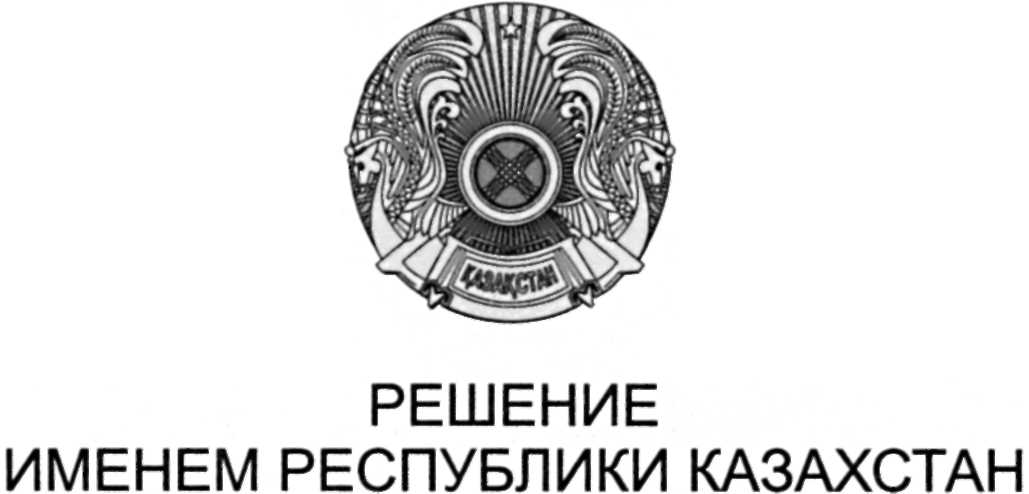 ҚАЗАҚСТАН
РЕШЕНИЕ
ИМЕНЕМ РЕСПУБЛИКИ КАЗАХСТАН